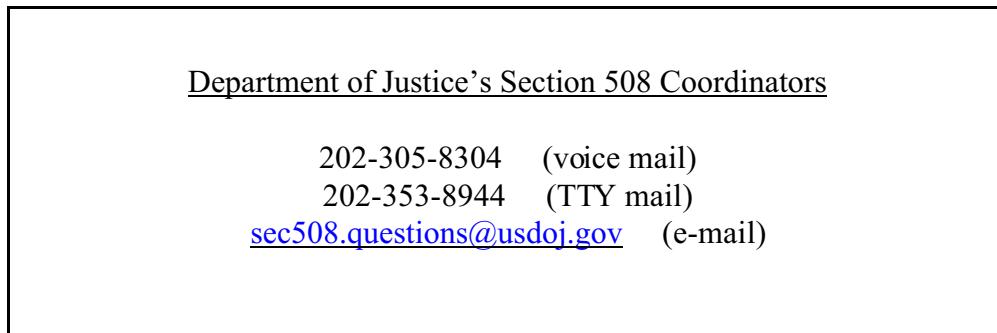 Department of Justice’s Section 508 Coordinators
202-305-8304 (voice mail)
202-353-8944 (TTY mail)
sec508.questions@usdoj.gov (e-mail)